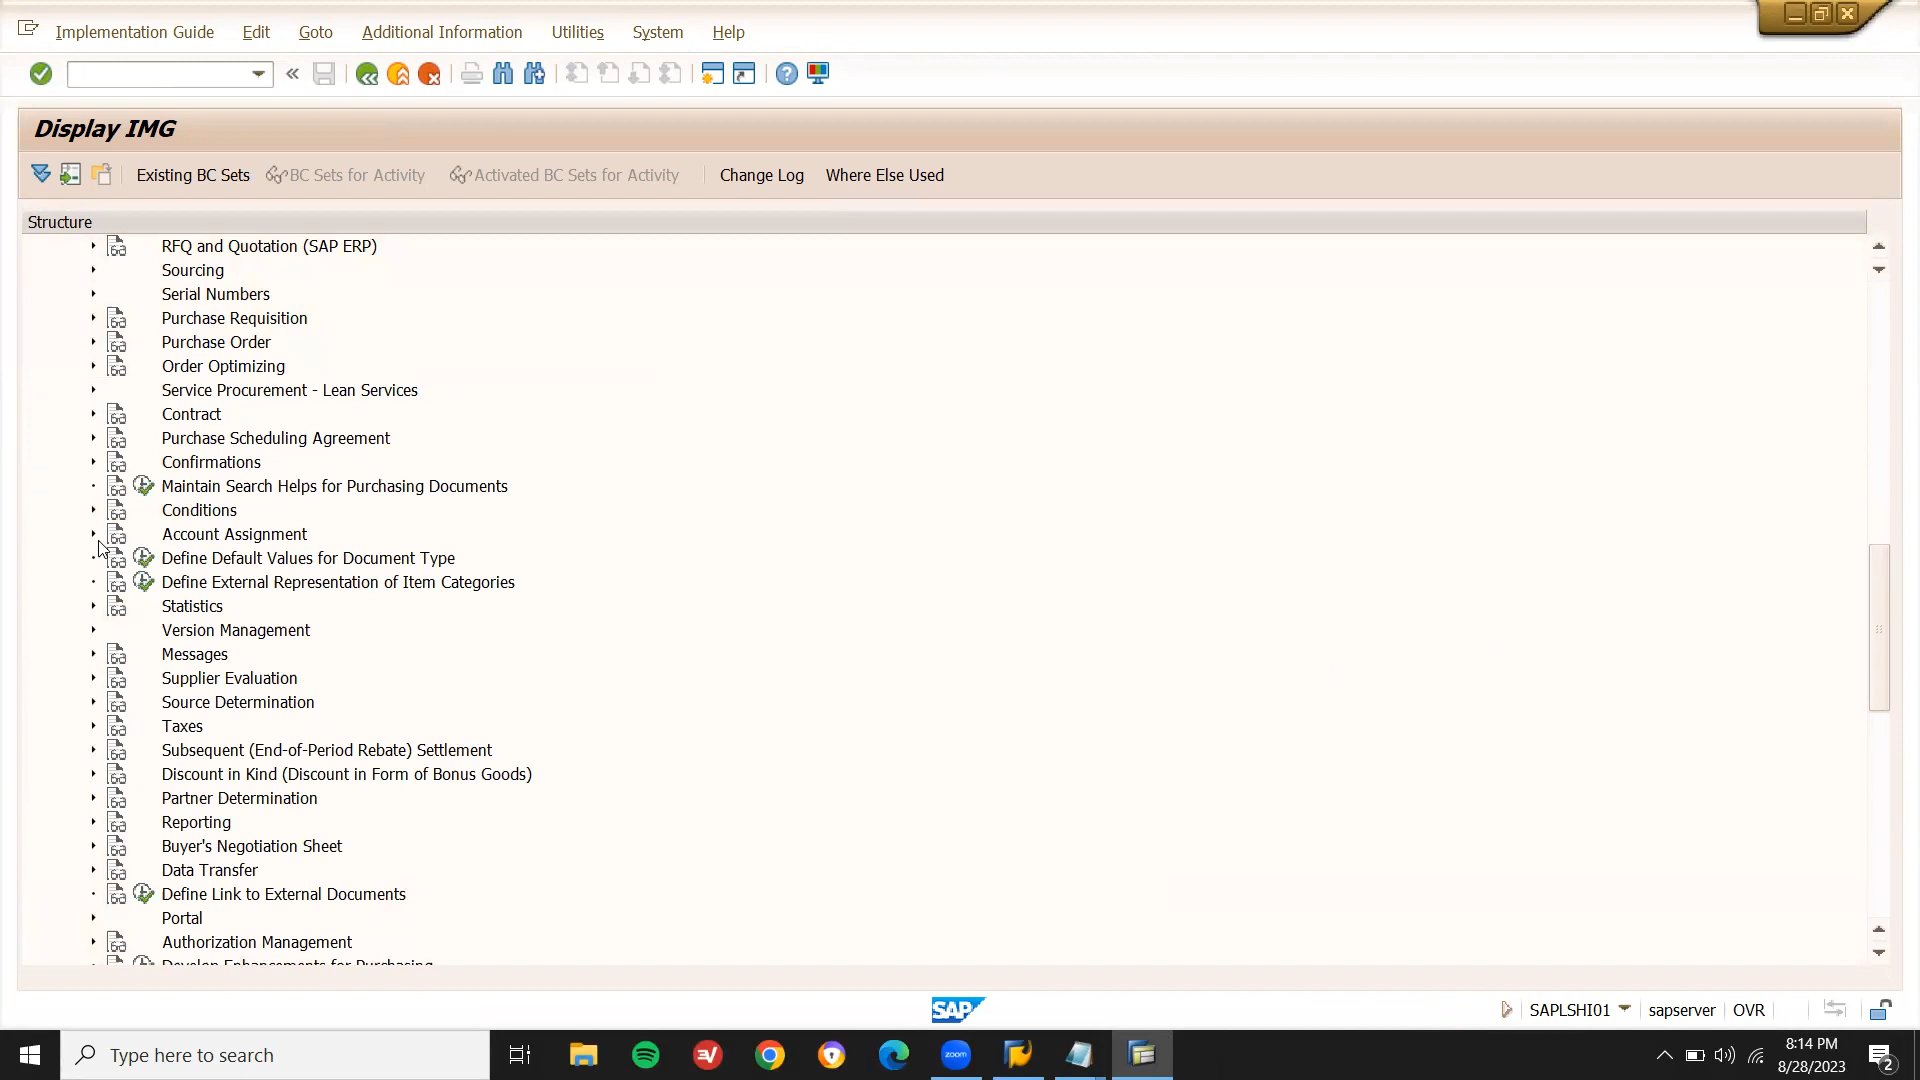 Implementation Guide Edit Goto Additional Information Utilities System Help
Display IMG
Existing BC Sets BC Sets for Activity Activated BC Sets for Activity Change Log Where Else Used
Structure
RFQ and Quotation (SAP ERP)
Sourcing
Serial Numbers
Purchase Requisition
Purchase Order
Order Optimizing
Service Procurement - Lean Services
Contract
Purchase Scheduling Agreement
Confirmations
Maintain Search Helps for Purchasing Documents
Conditions
Account Assignment
Define Default Values for Document Type
Define External Representation of Item Categories
Statistics
Version Management
Messages
Supplier Evaluation
Source Determination
Taxes
Subsequent (End-of-Period Rebate) Settlement
Discount in Kind (Discount in Form of Bonus Goods)
Partner Determination
Reporting
Buyer's Negotiation Sheet
Data Transfer
Define Link to External Documents
Portal
Authorization Management
Develop Enhancements for Purchasing
SAP SAPLSHI01 sapserver OVR
Type here to search zoom 8:14 PM
8/28/2023 2